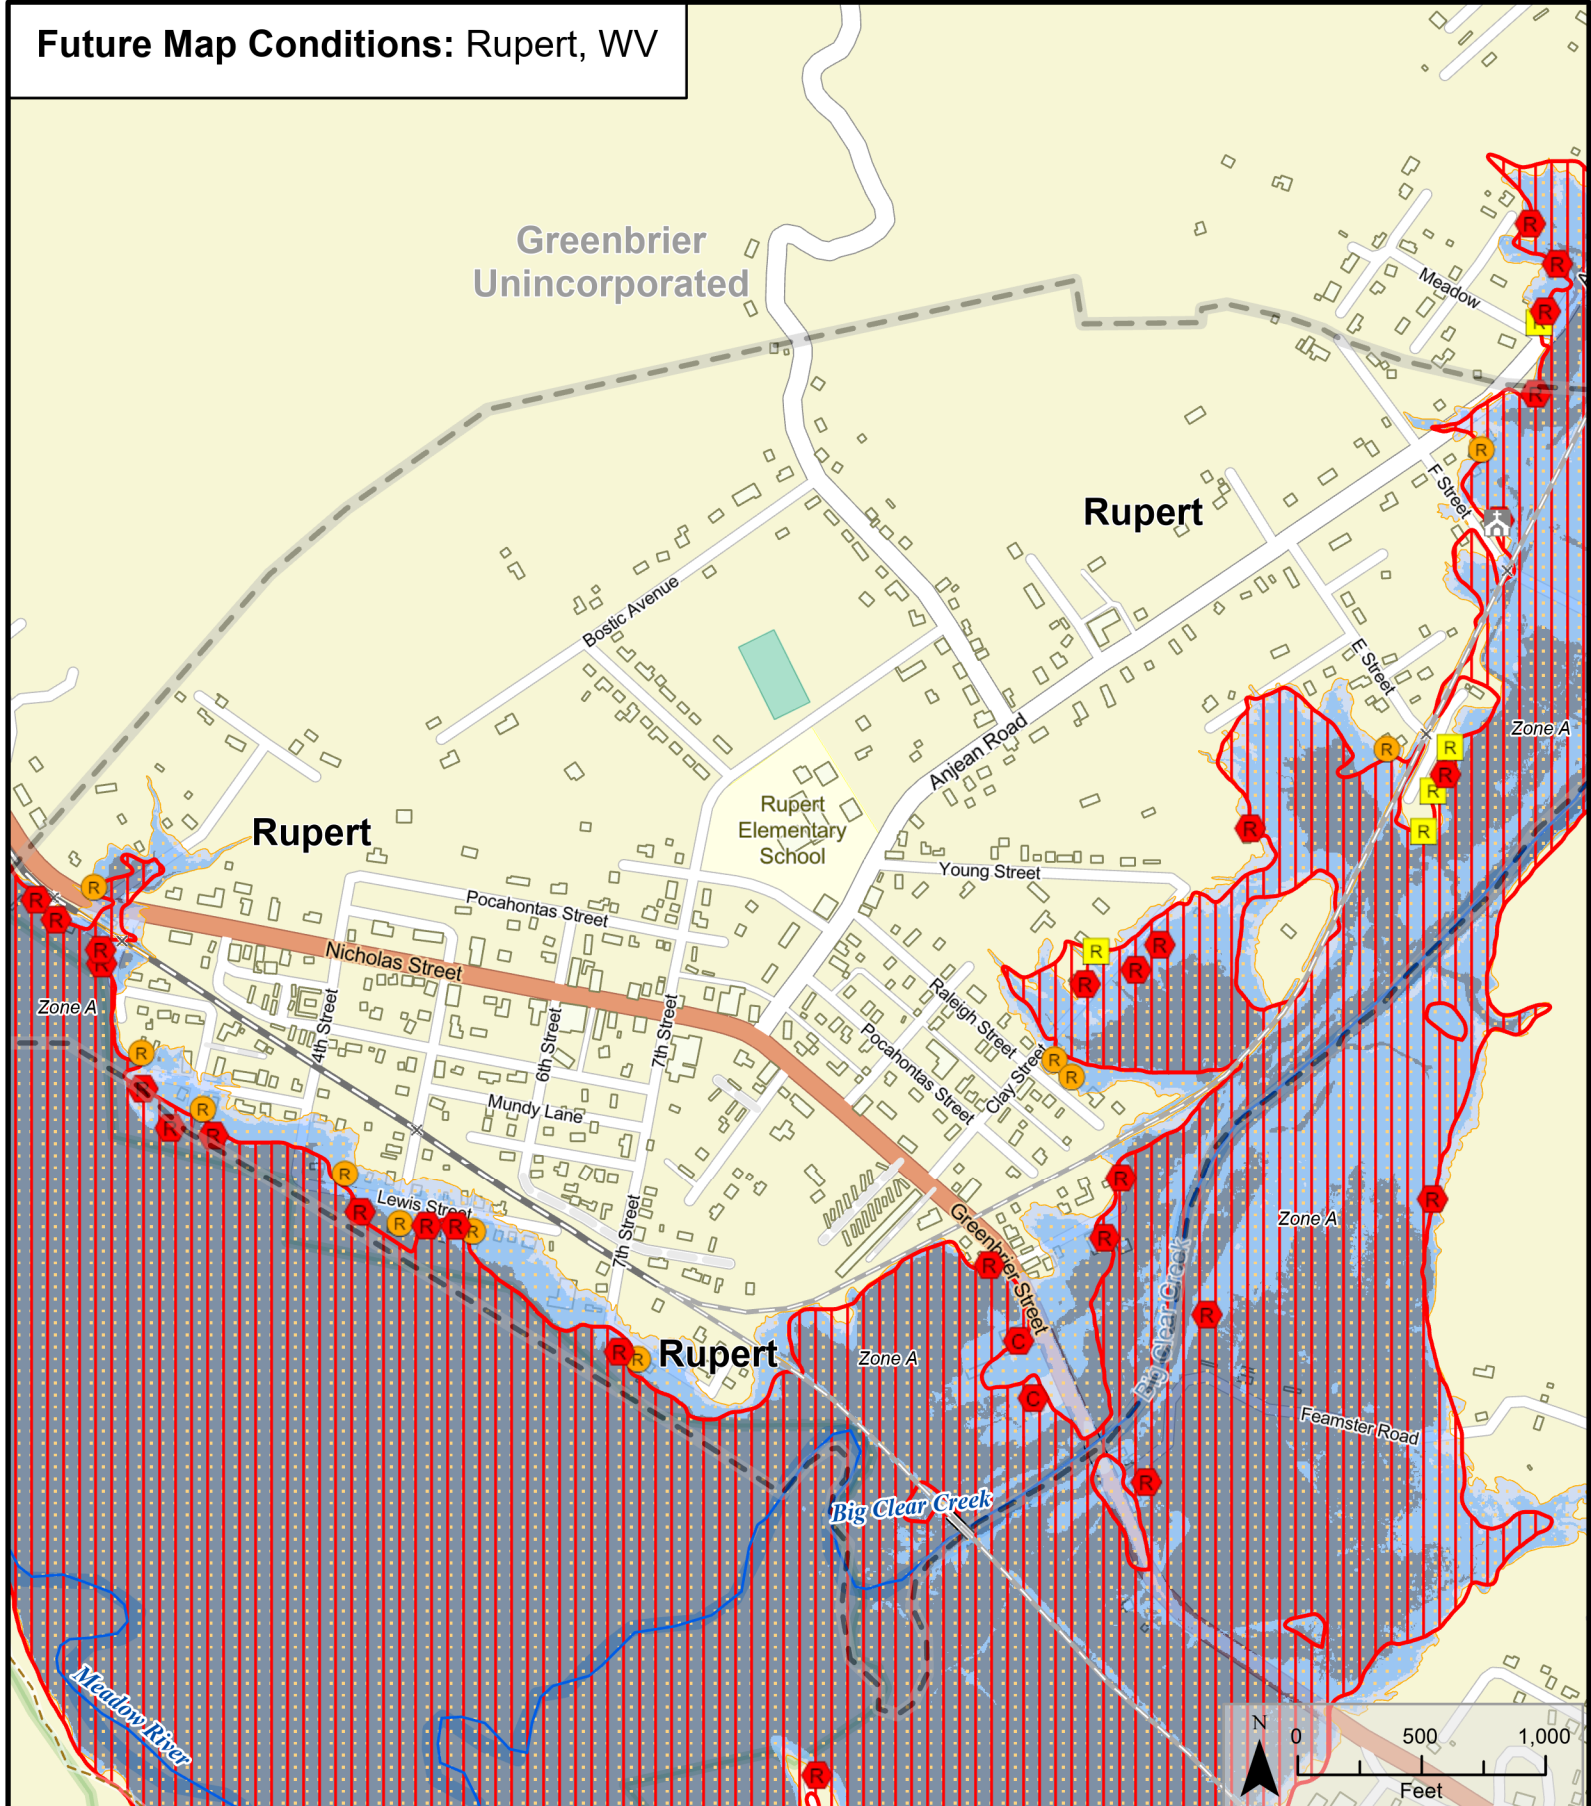 Future Map Conditions: Rupert, WV
Greenbrier
Unincorporated
R
R
Meadow
R
R
R
R
Rupert
F Street
Bostic Avenue
E Street
Zone A
Anjean Road
R
R
R
R
R
Rupert
Elementary
School
Rupert
R
Young Street
R
R
R
Pocahontas Street
Nicholas Street
R
R
R
R
R
R
Zone A
4th Street
6th Street
7th Street
Raleigh Street
Pocahontas Street
Clay Street
R
R
R
Mundy Lane
R
R
R
R
Lewis Street
R
R
R
R
R
7th Street
Greenbrier Street
R
R
R
Zone A
R
R
Big Clear Creek
R
R
Rupert
Zone A
C
C
Feamster Road
R
Big Clear Creek
Meadow River
R
N
0
500
1,000
Feet